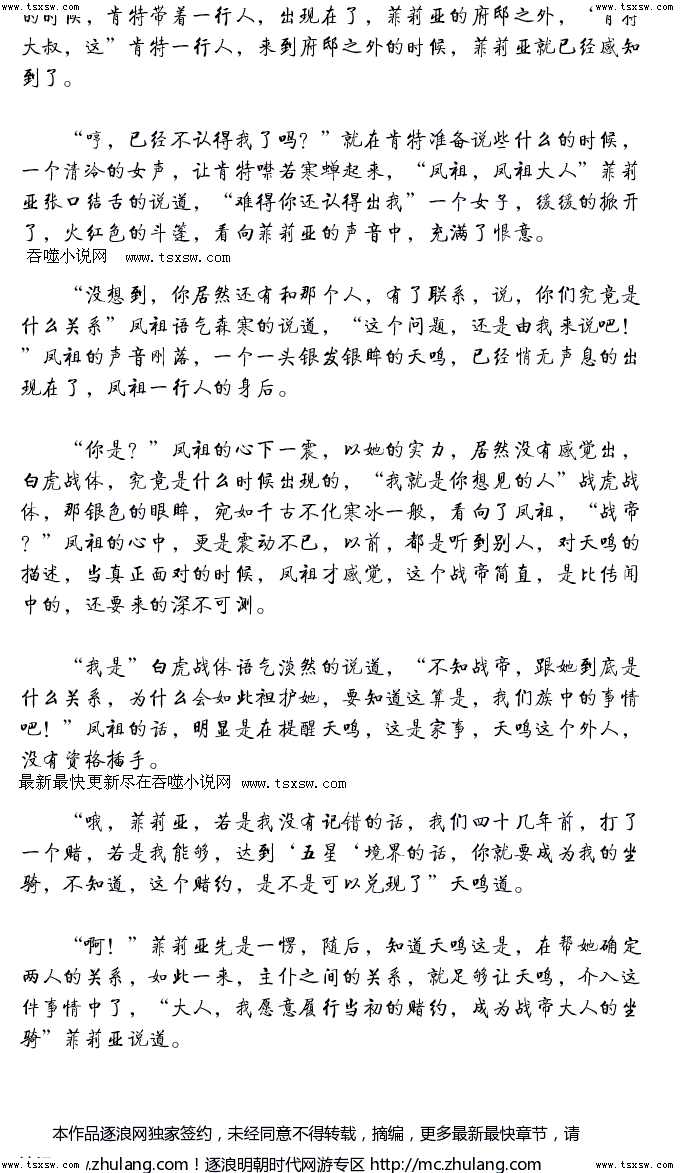 www.tsxsw.com www.tsxsw.com
的时候，肯特带着一行人，出现在了，菲莉亚的府邸之外，‘肯特
大叔，这”肯特一行人，来到府邸之外的时候，菲莉亚就已经感知
到了。
“哼，已经不认得我了吗？”就在肯特准备说些什么的时候，
一个清冷的女声，让肯特噤若寒蝉起来，“凤祖，凤祖大人”菲莉
亚张口结舌的说道，“难得你还认得出我”一个女子，缓缓的掀开
了，火红色的斗篷，看向菲莉亚的声音中，充满了恨意。
吞噬小说网 www.tsxsw.com
“没想到，你居然还有和那个人，有了联系，说，你们究竟是
什么关系”凤祖语气森寒的说道，“这个问题，还是由我来说吧！
”凤祖的声音刚落，一个一头银发银眸的天鸣，已经悄无声息的出
现在了，凤祖一行人的身后。
“你是？”凤祖的心下一震，以她的实力，居然没有感觉出，
白虎战体，究竟是什么时候出现的，“我就是你想见的人”战虎战
体，那银色的眼眸，宛如千古不化寒冰一般，看向了凤祖，“战帝
？”凤祖的心中，更是震动不已，以前，都是听到别人，对天鸣的
描述，当真正面对的时候，凤祖才感觉，这个战帝简直，是比传闻
中的，还要来的深不可测。
“我是”白虎战体语气淡然的说道，“不知战帝，跟她到底是
什么关系，为什么会如此袒护她，要知道这算是，我们族中的事情
吧！”凤祖的话，明显是在提醒天鸣，这是家事，天鸣这个外人，
没有资格插手。
最新最快更新尽在吞噬小说网 www.tsxsw.com
“哦，菲莉亚，若是我没有记错的话，我们四十几年前，打了
一个赌，若是我能够，达到‘五星‘境界的话，你就要成为我的坐
骑，不知道，这个赌约，是不是可以兑现了”天鸣道。
“啊！”菲莉亚先是一愣，随后，知道天鸣这是，在帮她确定
两人的关系，如此一来，主仆之间的关系，就足够让天鸣，介入这
件事情中了，“大人，我愿意履行当初的赌约，成为战帝大人的坐
骑”菲莉亚说道。
本作品逐浪网独家签约，未经同意不得转载，摘编，更多最新最快章节，请
.zhulang.com！逐浪明朝时代网游专区 http://mc.zhulang.com
www.tsxsw.com www.tsxsw.com